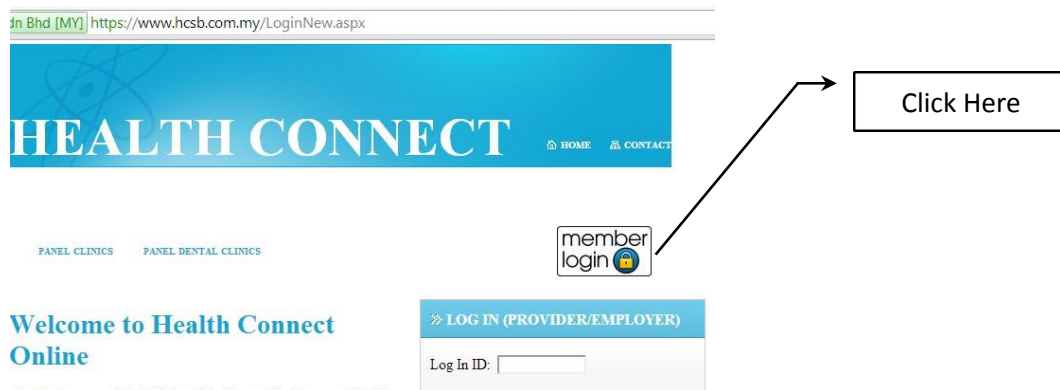 dn Bhd [MY] https://www.hcsb.com.my/LoginNew.aspx
Click Here
HEALTH CONNECT
HOME CONTACT
member
login
PANEL CLINICS PANEL DENTAL CLINICS
Welcome to Health Connect
Online
» LOG IN (PROVIDER/EMPLOYER)
Log In ID: